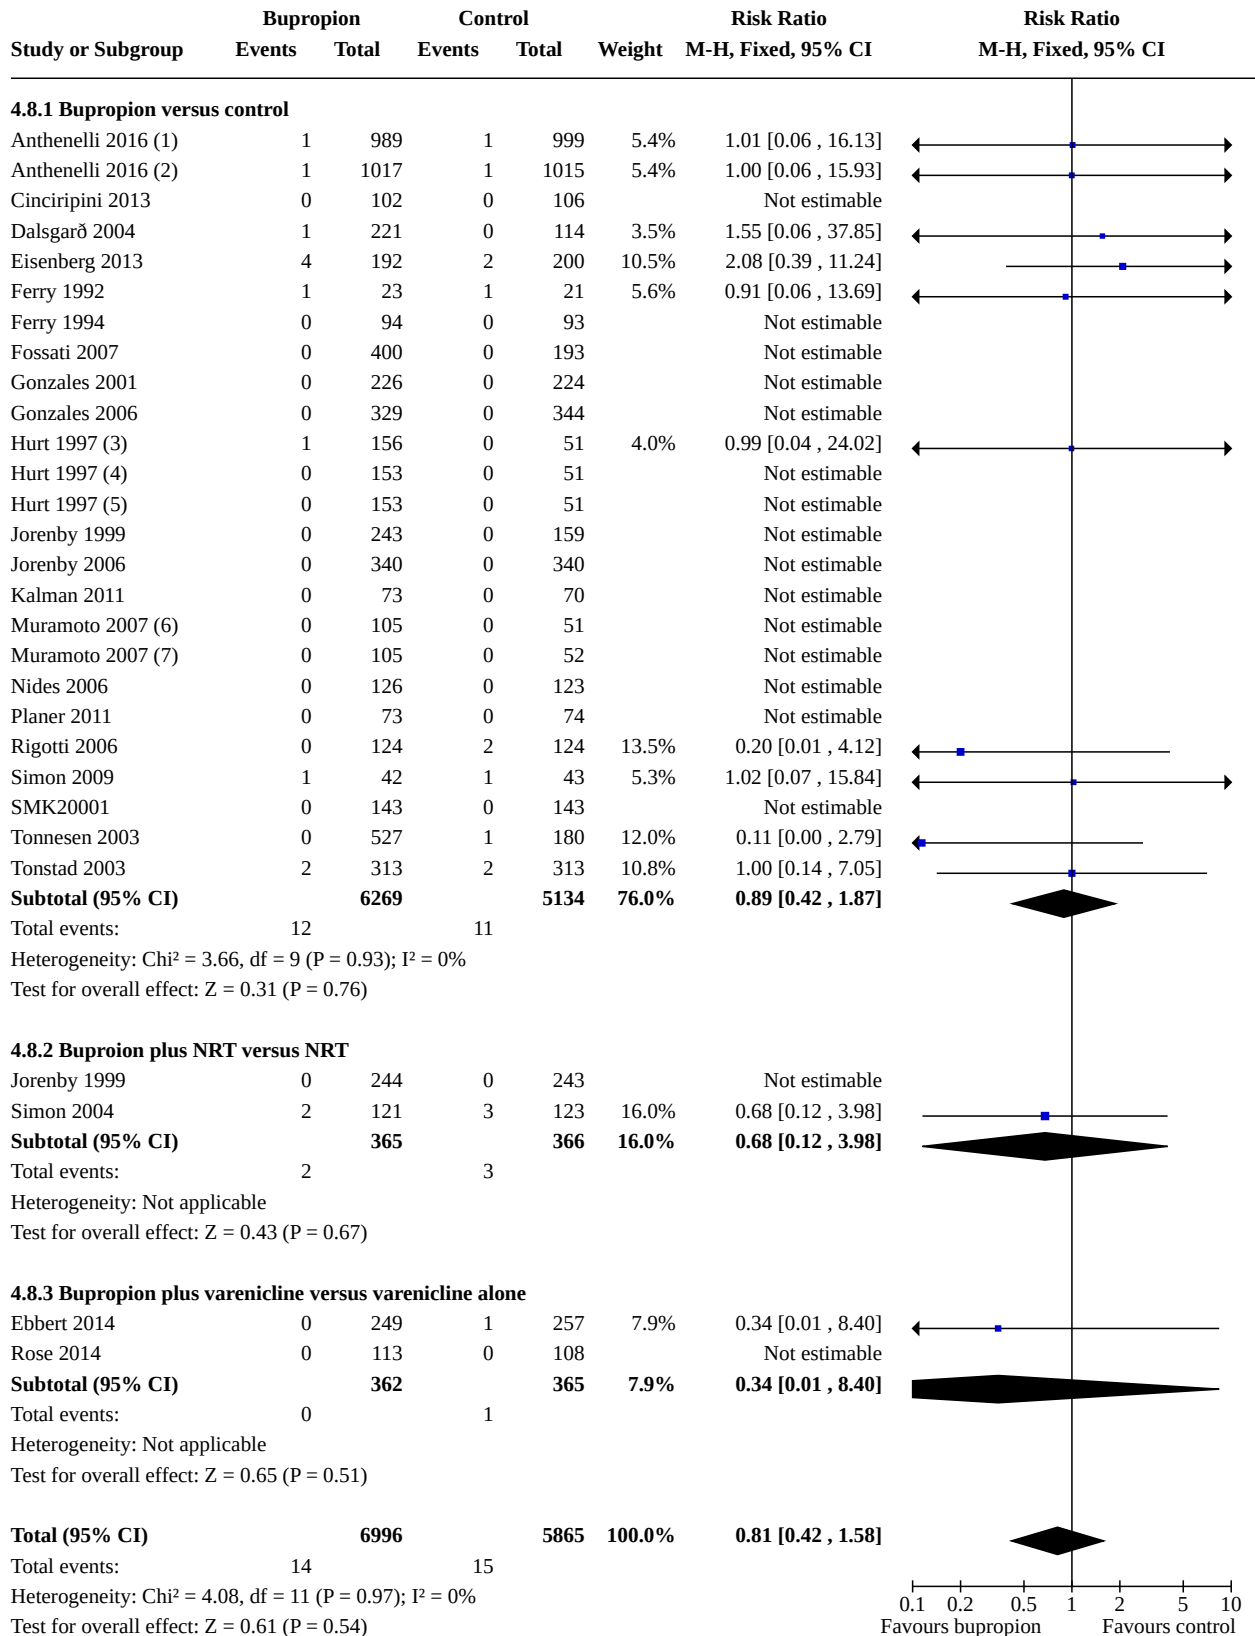 Bupropion Control Risk Ratio Risk Ratio
Study or Subgroup Events Total Events Total Weight M-H, Fixed, 95% CI M-H, Fixed, 95% CI
4.8.1 Bupropion versus control
Anthenelli 2016 (1) 1 989 1 999 5.4% 1.01 [0.06 , 16.13]
Anthenelli 2016 (2) 1 1017 1 1015 5.4% 1.00 [0.06 , 15.93]
Cinciripini 2013 0 102 0 106 Not estimable
Dalsgarð 2004 1 221 0 114 3.5% 1.55 [0.06 , 37.85]
Eisenberg 2013 4 192 2 200 10.5% 2.08 [0.39 , 11.24]
Ferry 1992 1 23 1 21 5.6% 0.91 [0.06 , 13.69]
Ferry 1994 0 94 0 93 Not estimable
Fossati 2007 0 400 0 193 Not estimable
Gonzales 2001 0 226 0 224 Not estimable
Gonzales 2006 0 329 0 344 Not estimable
Hurt 1997 (3) 1 156 0 51 4.0% 0.99 [0.04 , 24.02]
Hurt 1997 (4) 0 153 0 51 Not estimable
Hurt 1997 (5) 0 153 0 51 Not estimable
Jorenby 1999 0 243 0 159 Not estimable
Jorenby 2006 0 340 0 340 Not estimable
Kalman 2011 0 73 0 70 Not estimable
Muramoto 2007 (6) 0 105 0 51 Not estimable
Muramoto 2007 (7) 0 105 0 52 Not estimable
Nides 2006 0 126 0 123 Not estimable
Planer 2011 0 73 0 74 Not estimable
Rigotti 2006 0 124 2 124 13.5% 0.20 [0.01 , 4.12]
Simon 2009 1 42 1 43 5.3% 1.02 [0.07 , 15.84]
SMK20001 0 143 0 143 Not estimable
Tonnesen 2003 0 527 1 180 12.0% 0.11 [0.00 , 2.79]
Tonstad 2003 2 313 2 313 10.8% 1.00 [0.14 , 7.05]
Subtotal (95% CI) 6269 5134 76.0% 0.89 [0.42 , 1.87]
Total events: 12 11
Heterogeneity: Chi² = 3.66, df = 9 (P = 0.93); I² = 0%
Test for overall effect: Z = 0.31 (P = 0.76)
4.8.2 Buproion plus NRT versus NRT
Jorenby 1999 0 244 0 243 Not estimable
Simon 2004 2 121 3 123 16.0% 0.68 [0.12 , 3.98]
Subtotal (95% CI) 365 366 16.0% 0.68 [0.12 , 3.98]
Total events: 2 3
Heterogeneity: Not applicable
Test for overall effect: Z = 0.43 (P = 0.67)
4.8.3 Bupropion plus varenicline versus varenicline alone
Ebbert 2014 0 249 1 257 7.9% 0.34 [0.01 , 8.40]
Rose 2014 0 113 0 108 Not estimable
Subtotal (95% CI) 362 365 7.9% 0.34 [0.01 , 8.40]
Total events: 0 1
Heterogeneity: Not applicable
Test for overall effect: Z = 0.65 (P = 0.51)
Total (95% CI) 6996 5865 100.0% 0.81 [0.42 , 1.58]
Total events: 14 15
Heterogeneity: Chi² = 4.08, df = 11 (P = 0.97); I² = 0%
0.1 0.2 0.5 1 2 5 10
Test for overall effect: Z = 0.61 (P = 0.54) Favours bupropion Favours control